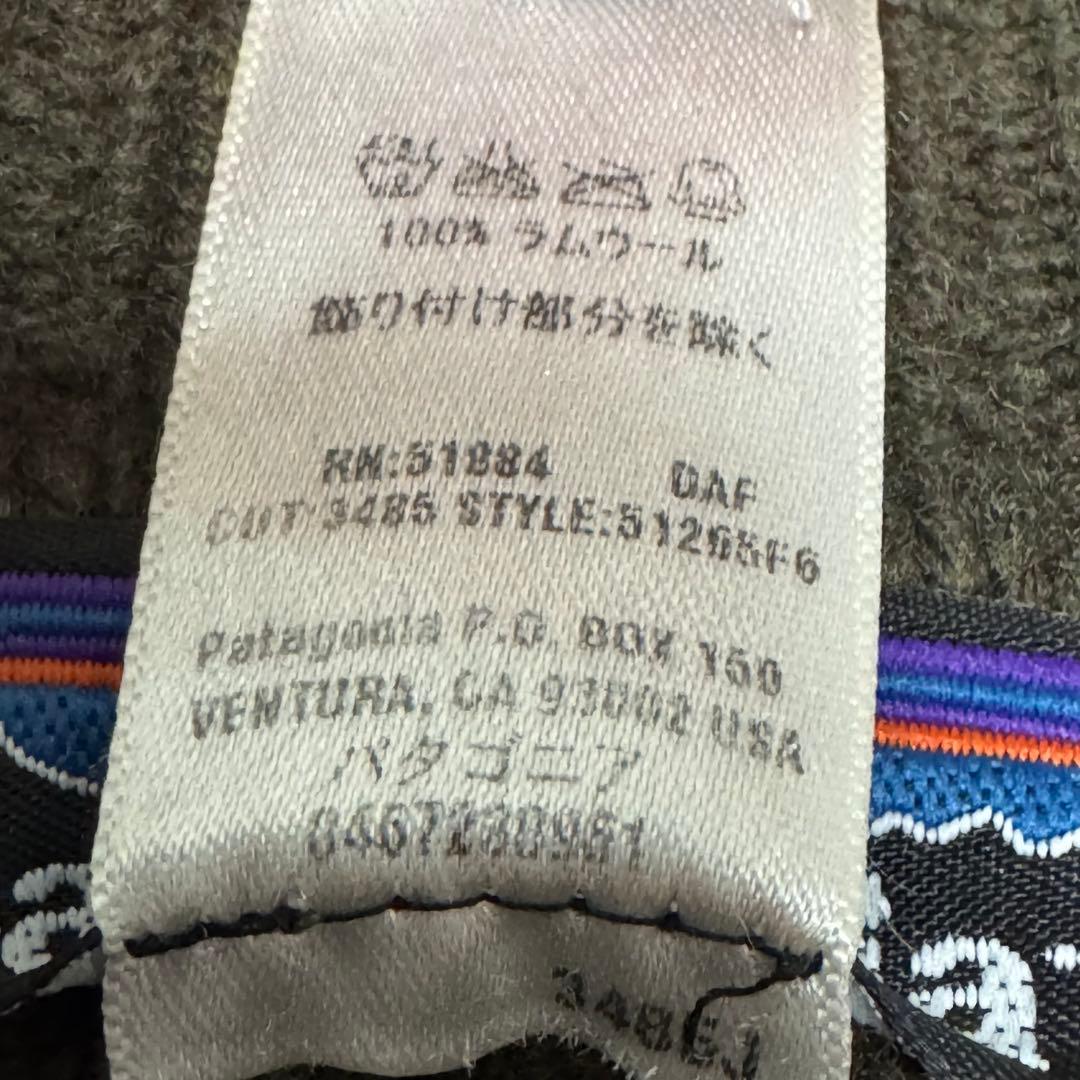 100% ラムウール
飾り付け部分を除く
RN:51884 DAF
CUT:3485 STYLE:51265F6
Patagonia P.O. BOX 150
VENTURA, CA 93002 USA
パタゴニア